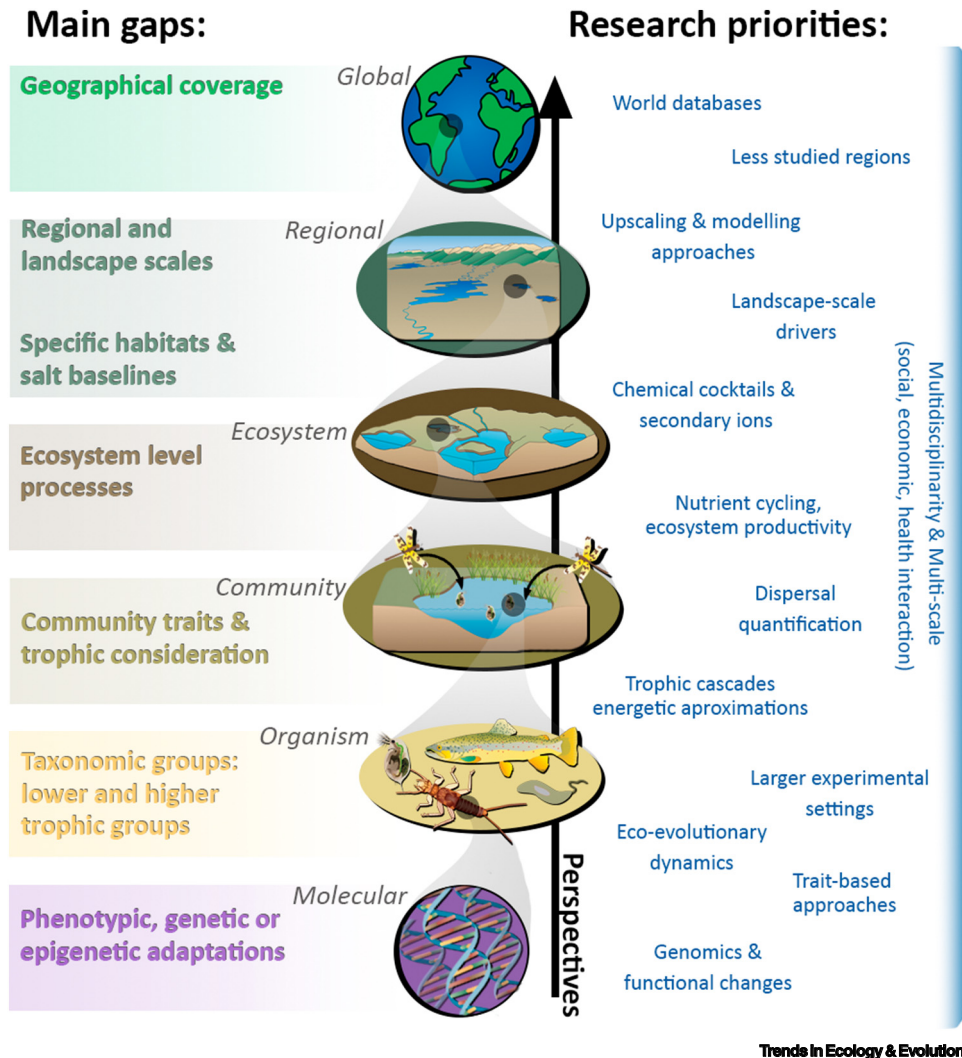 Main gaps:
Research priorities:
Geographical coverage
Global
World databases
Less studied regions
Regional and
landscape scales
Regional
Upscaling & modelling
approaches
Landscape-scale
drivers
Specific habitats &
salt baselines
Chemical cocktails &
secondary ions
Ecosystem
Ecosystem level
processes
Nutrient cycling,
ecosystem productivity
Community
Community traits &
trophic consideration
Dispersal
quantification
Trophic cascades
energetic aproximations
Organism
Taxonomic groups:
lower and higher
trophic groups
Larger experimental
settings
Eco-evolutionary
dynamics
Molecular
Phenotypic, genetic or
epigenetic adaptations
Trait-based
approaches
Genomics &
functional changes
Perspectives
Multidisciplinarity & Multi-scale
(social, economic, health interaction)
Trends in Ecology & Evolution